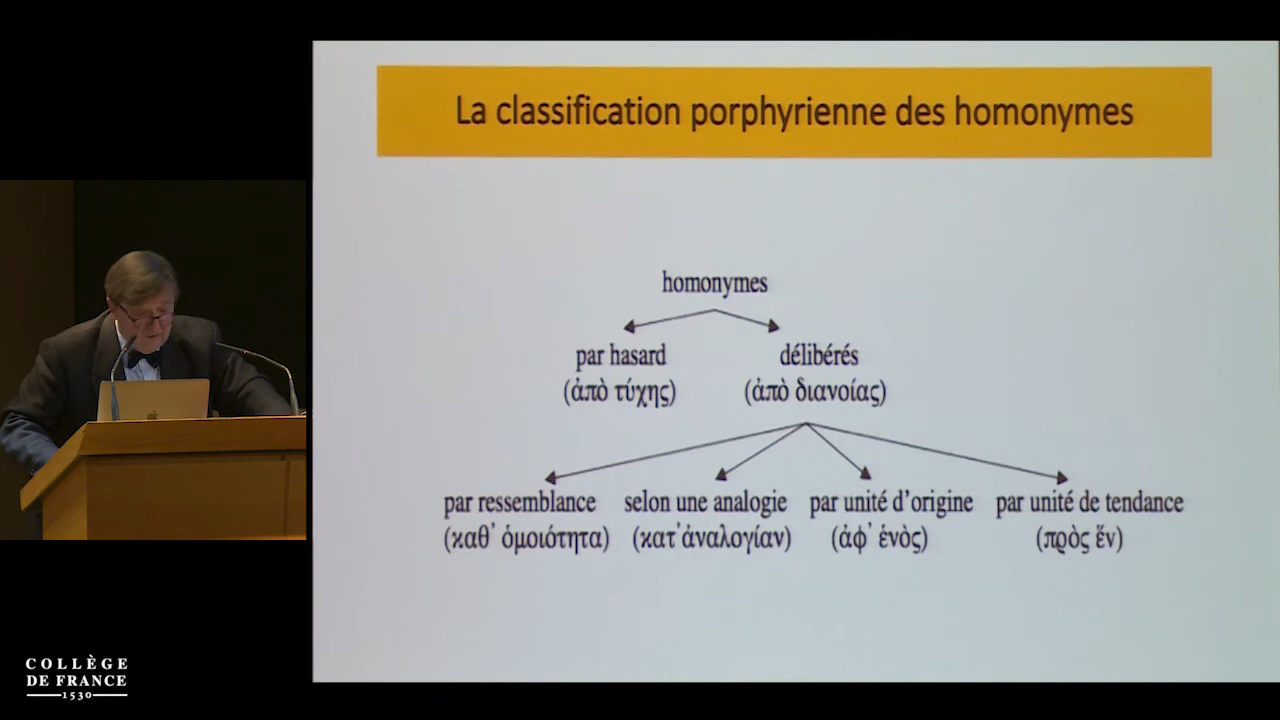 La classification porphyrienne des homonymes
homonymes
par hasard
(ἀπὸ τύχης)
délibérés
(ἀπὸ διανοίας)
par ressemblance
(καθ' ὁμοιότητα)
selon une analogie
(κατ'ἀναλογίαν)
par unité d'origine
(ἀφ' ἑνὸς)
par unité de tendance
(πρὸς ἕν)
COLLÈGE
DE FRANCE
1530